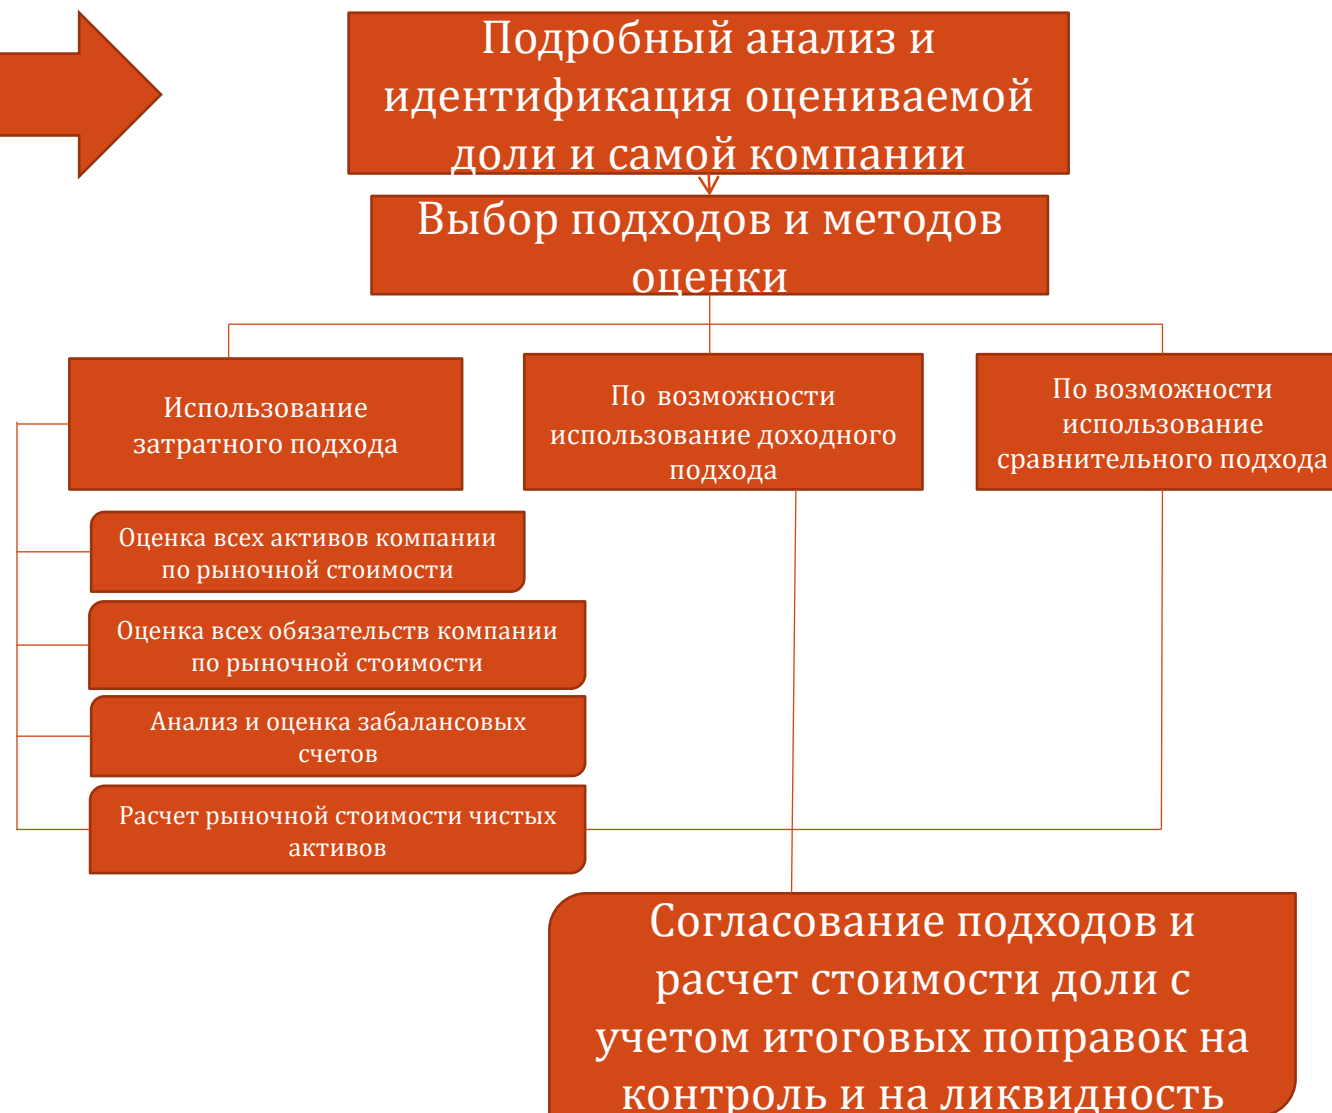 Подробный анализ и
идентификация оцениваемой
доли и самой компании
Выбор подходов и методов
оценки
Использование
затратного подхода
По возможности
использование доходного
подхода
По возможности
использование
сравнительного подхода
Оценка всех активов компании
по рыночной стоимости
Оценка всех обязательств компании
по рыночной стоимости
Анализ и оценка забалансовых
счетов
Расчет рыночной стоимости чистых
активов
Согласование подходов и
расчет стоимости доли с
учетом итоговых поправок на
контроль и на ликвидность